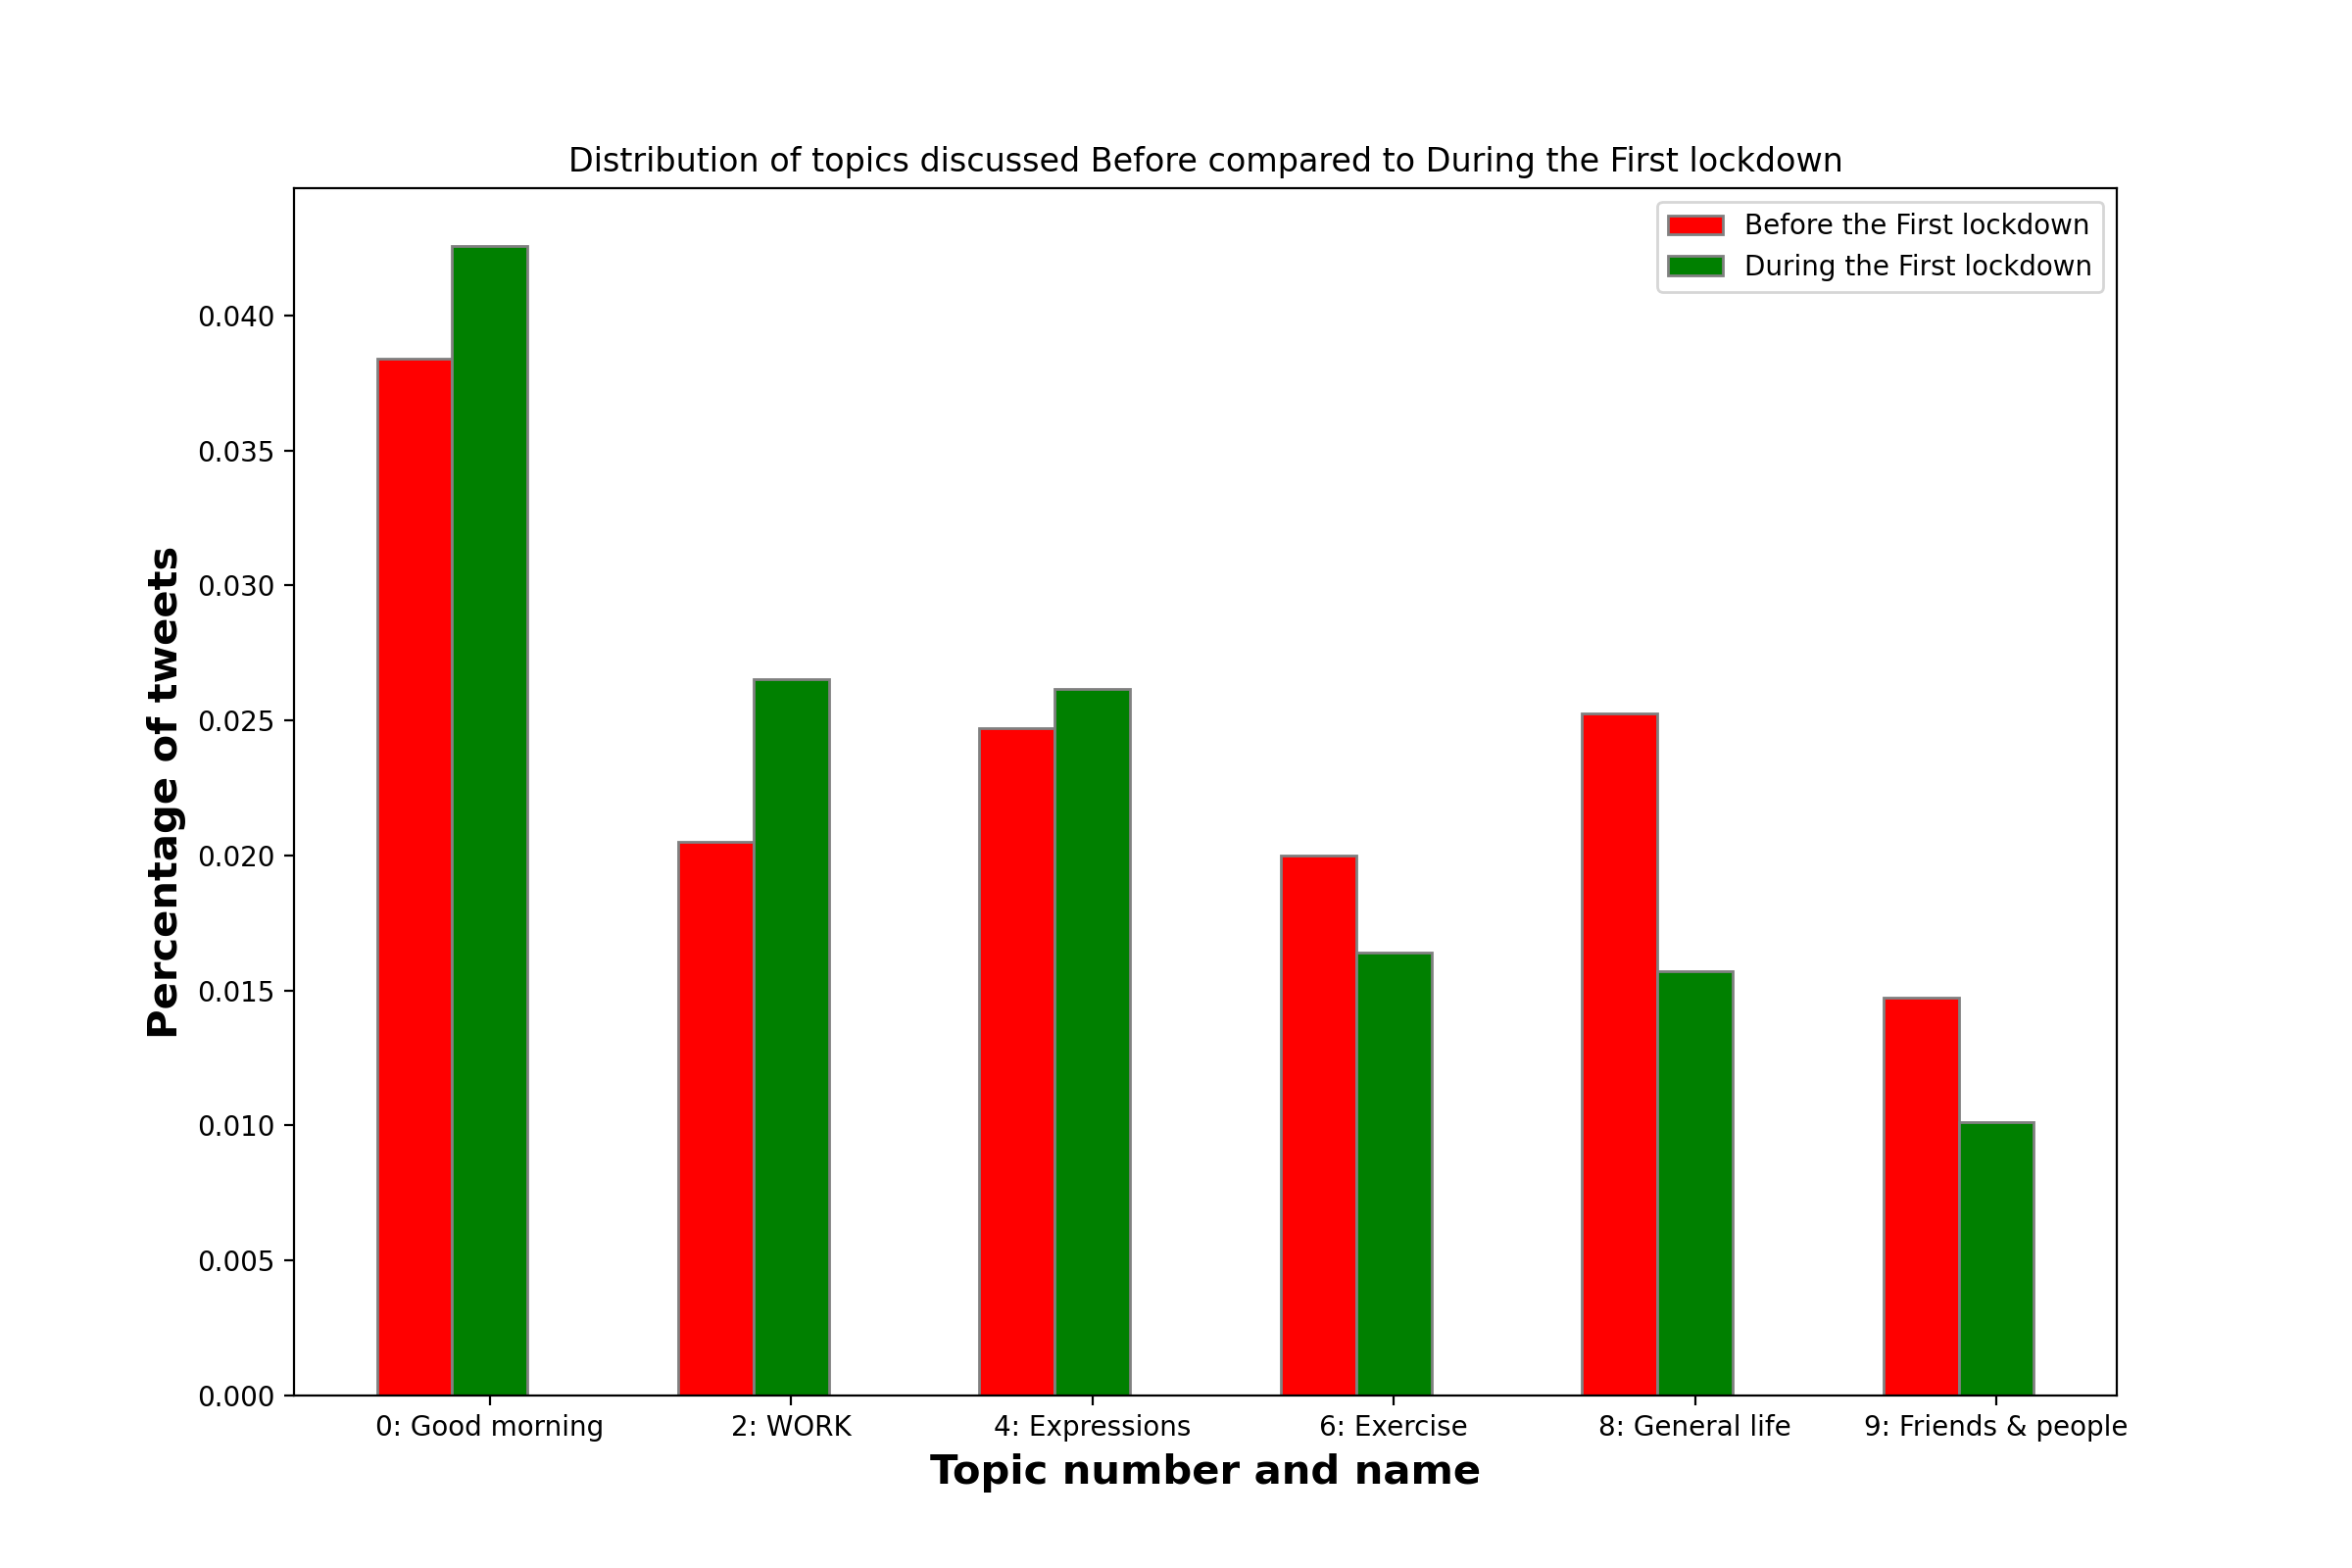 Distribution of topics discussed Before compared to During the First lockdown
Before the First lockdown
During the First lockdown
Percentage of tweets
0.040
0.035
0.030
0.025
0.020
0.015
0.010
0.005
0.000
0: Good morning 2: WORK 4: Expressions 6: Exercise 8: General life 9: Friends & people
Topic number and name